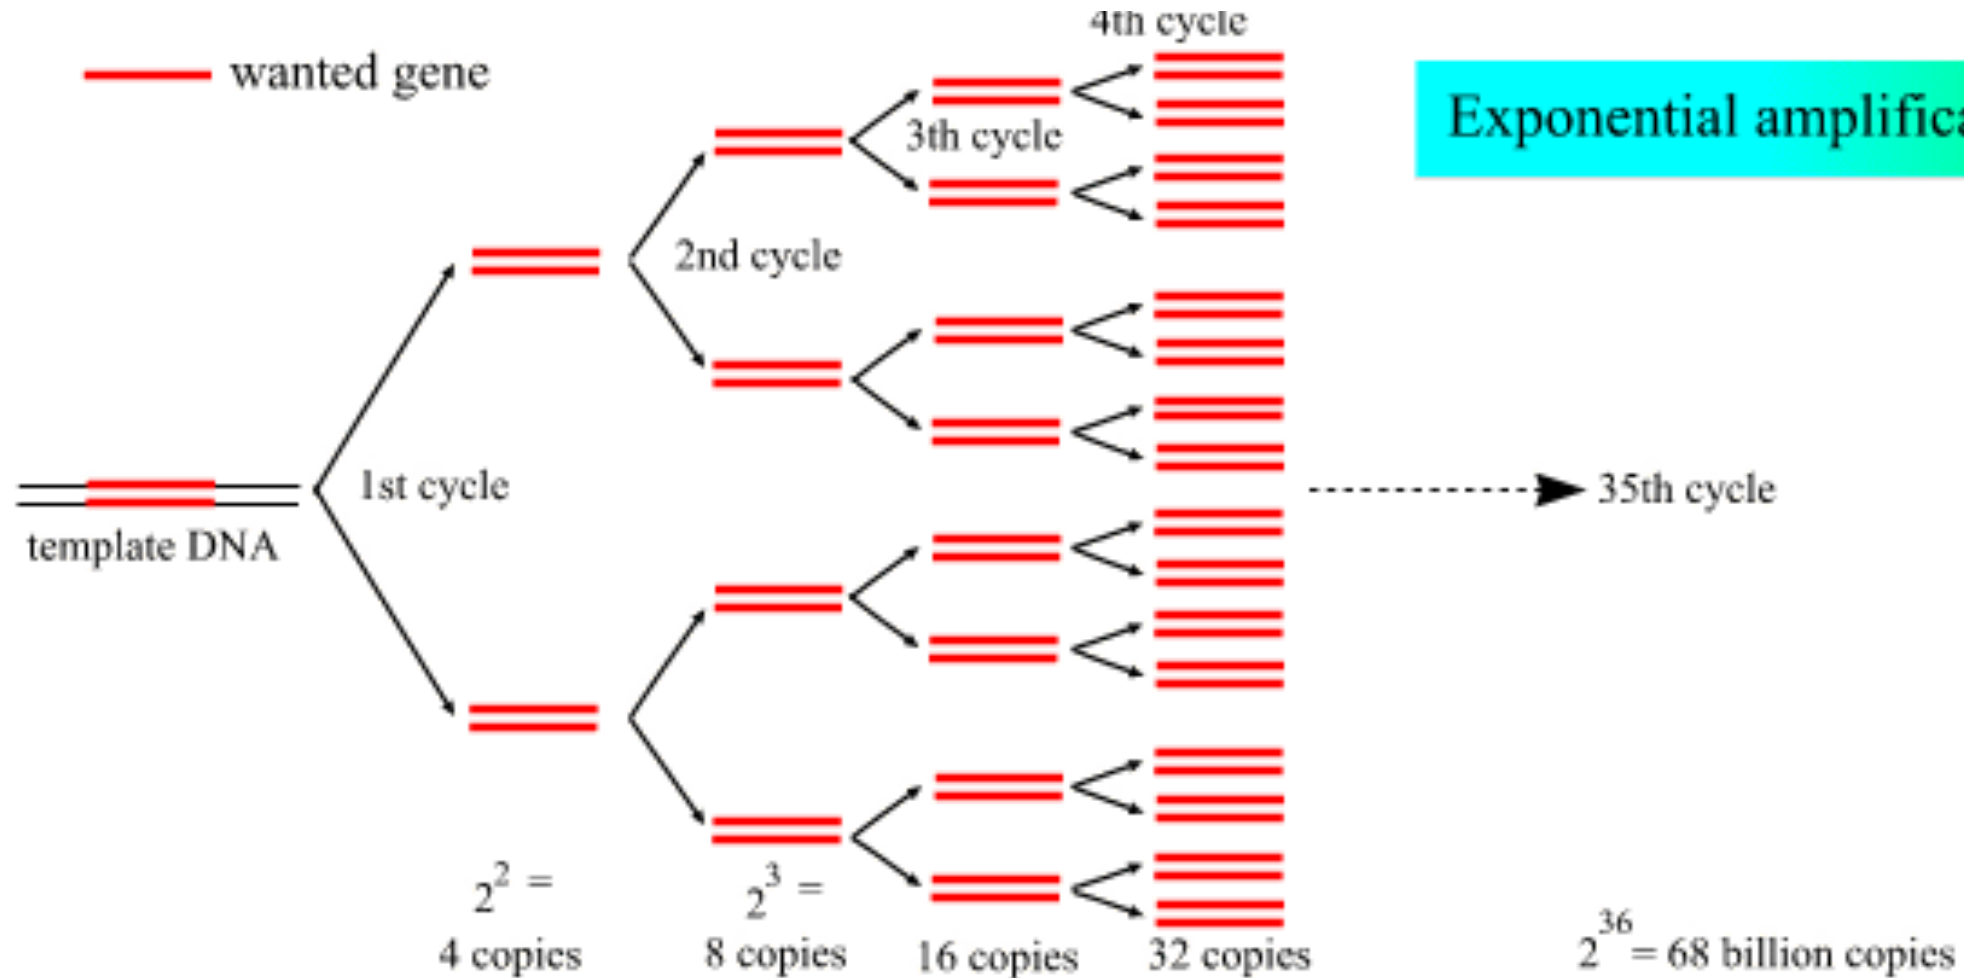 4th cycle
wanted gene
Exponential amplifica
3th cycle
2nd cycle
1st cycle
35th cycle
template DNA
2^2 =
4 copies
2^3 =
8 copies
16 copies
32 copies
2^36 = 68 billion copies